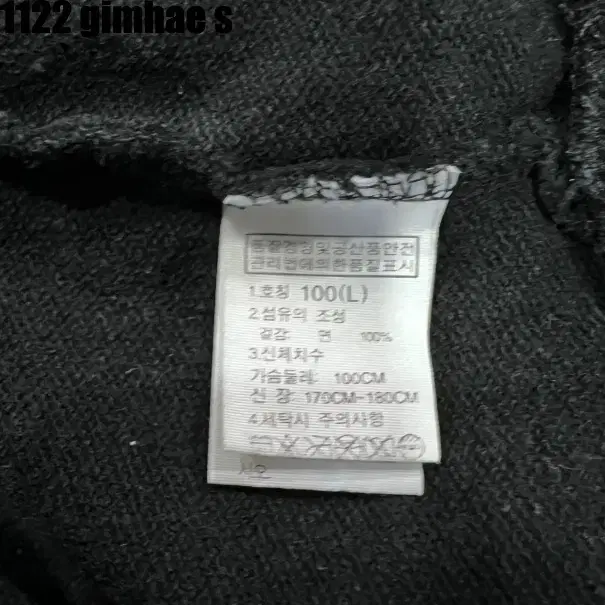 1122 gimhae s
품질경영및공산품안전
관리법에의한품질표시
1.호칭 100(L)
2.섬유의 조성
겉감: 면 100%
3.신체치수
가슴둘레: 100CM
신 장: 170CM-180CM
4.세탁시 주의사항